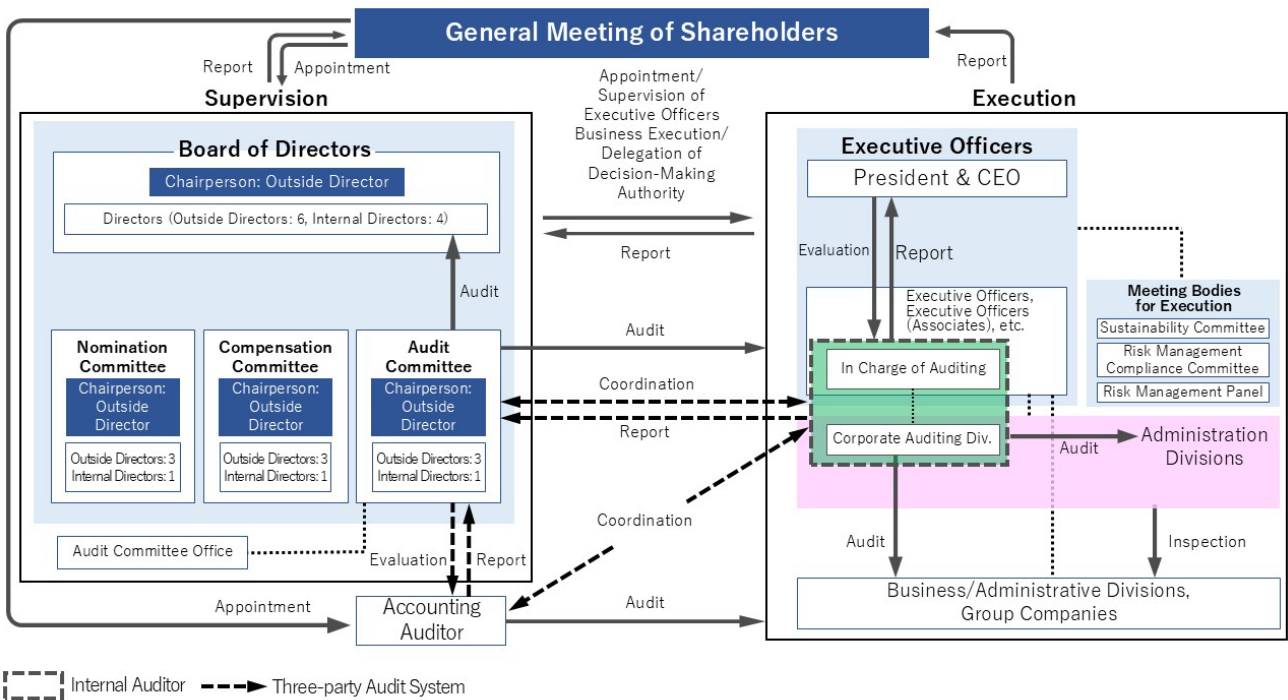 General Meeting of Shareholders
Report
Appointment
Report
Supervision
Execution
Appointment/
Supervision of
Executive Officers
Business Execution/
Delegation of
Decision-Making
Authority
Report
Board of Directors
Chairperson: Outside Director
Directors (Outside Directors: 6, Internal Directors: 4)
Audit
Nomination
Committee
Chairperson:
Outside
Director
Outside Directors: 3
Internal Directors: 1
Compensation
Committee
Chairperson:
Outside
Director
Outside Directors: 3
Internal Directors: 1
Audit
Committee
Chairperson:
Outside
Director
Outside Directors: 3
Internal Directors: 1
Audit
Coordination
Report
Coordination
Audit Committee Office
Evaluation
Report
Appointment
Accounting
Auditor
Audit
Executive Officers
President & CEO
Evaluation
Report
Executive Officers,
Executive Officers
(Associates), etc.
In Charge of Auditing
Corporate Auditing Div.
Meeting Bodies
for Execution
Sustainability Committee
Risk Management
Compliance Committee
Risk Management Panel
Audit
Administration
Divisions
Audit
Inspection
Business/Administrative Divisions,
Group Companies
Internal Auditor
Three-party Audit System